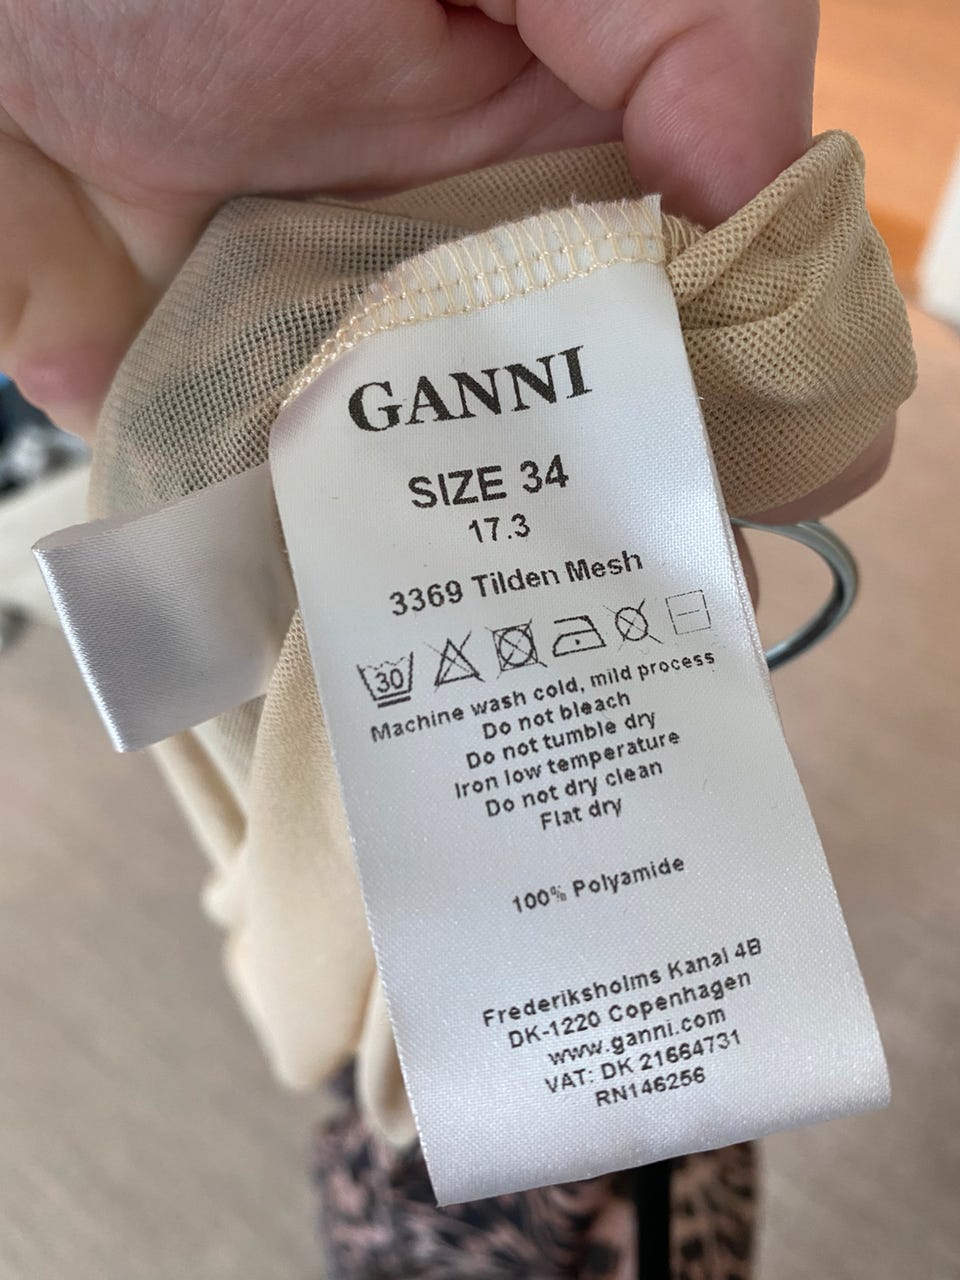 GANNI
SIZE 34
17.3
3369 Tilden Mesh
30
Machine wash cold, mild process
Do not bleach
Do not tumble dry
Iron low temperature
Do not dry clean
Flat dry
100% Polyamide
Frederiksholms Kanal 4B
DK-1220 Copenhagen
www.ganni.com
VAT: DK 21664731
RN146256